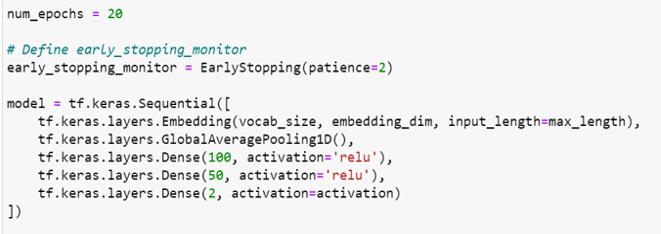 num_epochs = 20
# Define early_stopping_monitor
early_stopping_monitor = EarlyStopping(patience=2)
model = tf.keras.Sequential([
    tf.keras.layers.Embedding(vocab_size, embedding_dim, input_length=max_length),
    tf.keras.layers.GlobalAveragePooling1D(),
    tf.keras.layers.Dense(100, activation='relu'),
    tf.keras.layers.Dense(50, activation='relu'),
    tf.keras.layers.Dense(2, activation=activation)
])